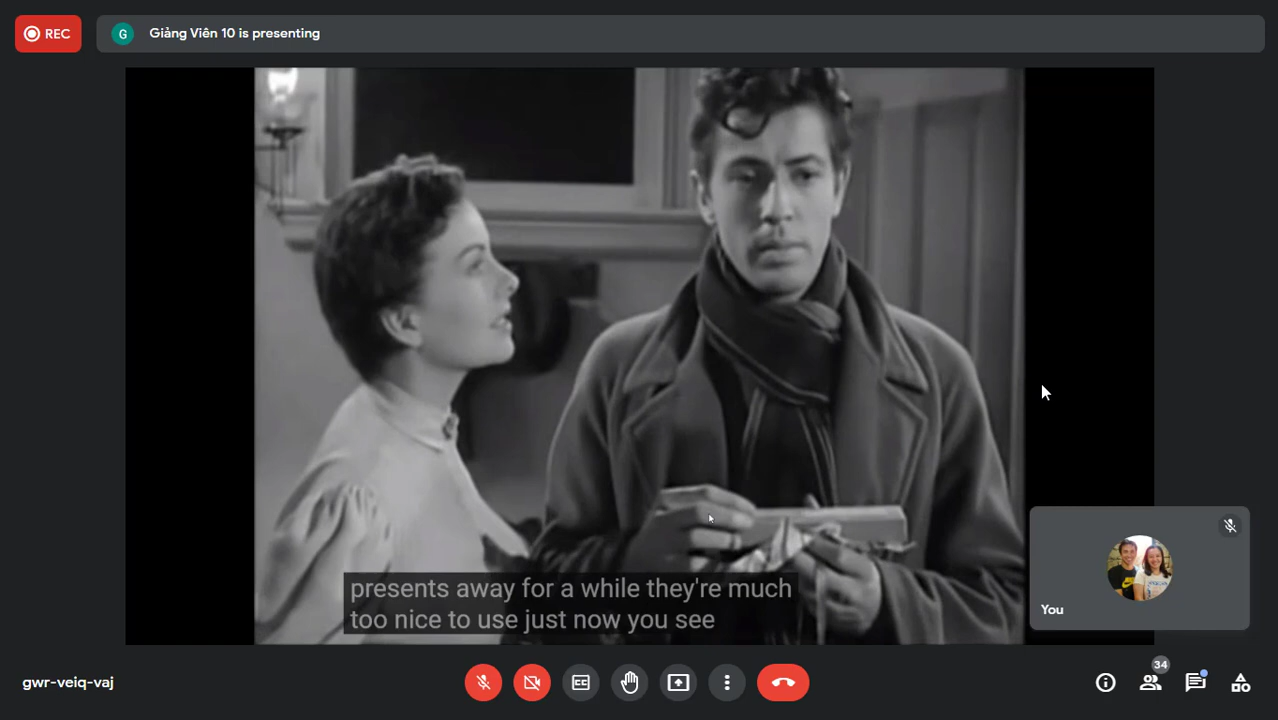 REC
G
Giảng Viên 10 is presenting
presents away for a while they're much
too nice to use just now you see
You
gwr-veiq-vaj
CC
34